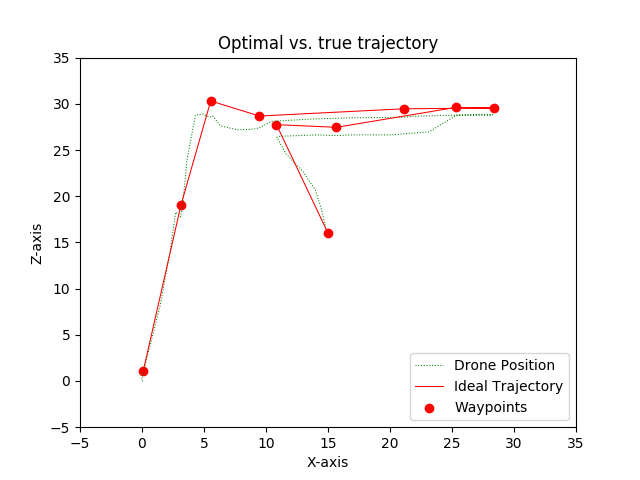 Optimal vs. true trajectory
35
30
25
20
15
10
5
0
−5
Z-axis
−5 0 5 10 15 20 25 30 35
X-axis
Drone Position
Ideal Trajectory
Waypoints